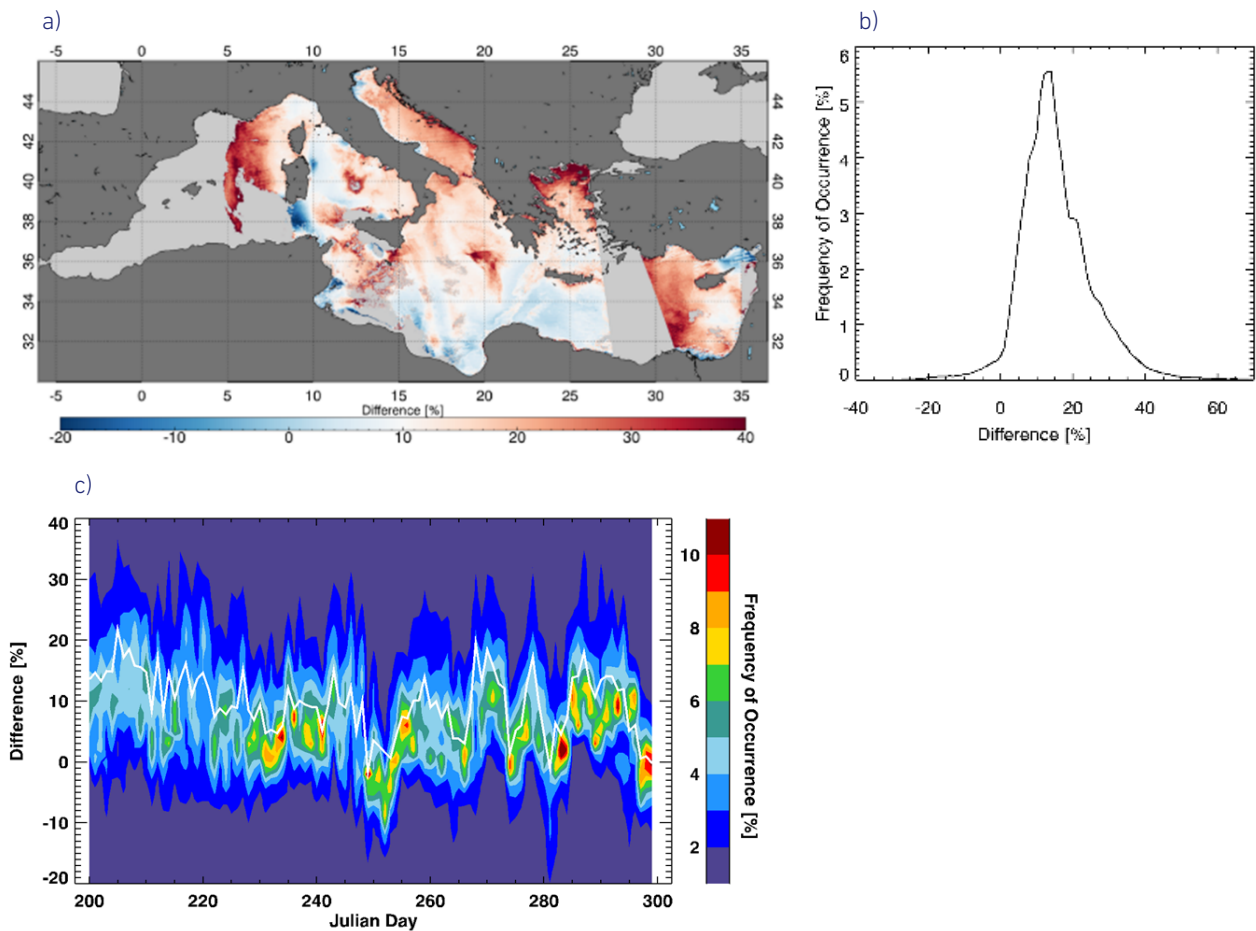 a)
-5 0 5 10 15 20 25 30 35
44 44
42 42
40 40
38 38
36 36
34 34
32 32
-5 0 5 10 15 20 25 30 35
Difference [%]
-20 -10 0 10 20 30 40
b)
Frequency of Occurrence [%]
6
5
4
3
2
1
0
-40 -20 0 20 40 60
Difference [%]
c)
Difference [%]
40
30
20
10
0
-10
-20
200 220 240 260 280 300
Julian Day
10
8
6
4
2
Frequency of Occurrence [%]